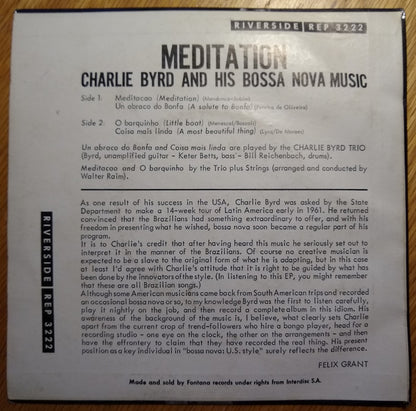 RIVERSIDE REP 3222
MEDITATION
CHARLIE BYRD AND HIS BOSSA NOVA MUSIC
Side 1: Meditacao (Meditation) (Mendonca-Jobim)
Un abraco do Bonfa (A salute to Bonfa) (Pereira de Oliveira)
Side 2: O barquinho (Little boat) (Menescal/Boscoli)
Coisa mais linda (A most beautiful thing) (Lyra/De Moraes)
Un abraco do Bonfa and Coisa mais linda are played by the CHARLIE BYRD TRIO
(Byrd, unamplified guitar - Keter Betts, bass - Bill Reichenbach, drums).
Meditacao and O barquinho by the Trio plus Strings (arranged and conducted by
Walter Raim).
As one result of his success in the USA, Charlie Byrd was asked by the State
Department to make a 14-week tour of Latin America early in 1961. He returned
convinced that the Brazilians had something extraordinary to offer, and with his
freedom in presenting what he wished, bossa nova soon became a regular part of his
program.
It is to Charlie's credit that after having heard this music he seriously set out to
interpret it in the manner of the Brazilians. Of course no creative musician is
expected to be a slave to the original form of what he is adapting, but in this case
at least I'd agree with Charlie's attitude that it is right to be guided by what has
been done by the innovators of the style. (In listening to this EP, you might remember
that these are all Brazilian songs.)
Although some American musicians came back from South American trips and recorded
an occasional bossa nova or so, to my knowledge Byrd was the first to listen carefully,
play it nightly on the job, and then record a complete album in this idiom. His
awareness of the background of the music is, I believe, what clearly sets Charlie
apart from the current crop of trend-followers who hire a bongo player, head for a
recording studio - one eye on the clock, the other on the arrangements - and then
have the effrontery to claim that they have recorded the real thing. His present
position as a key individual in "bossa nova: U.S. style" surely reflects the difference.
FELIX GRANT
RIVERSIDE REP 3222
Made and sold by Fontana records under rights from Interdisc S.A.